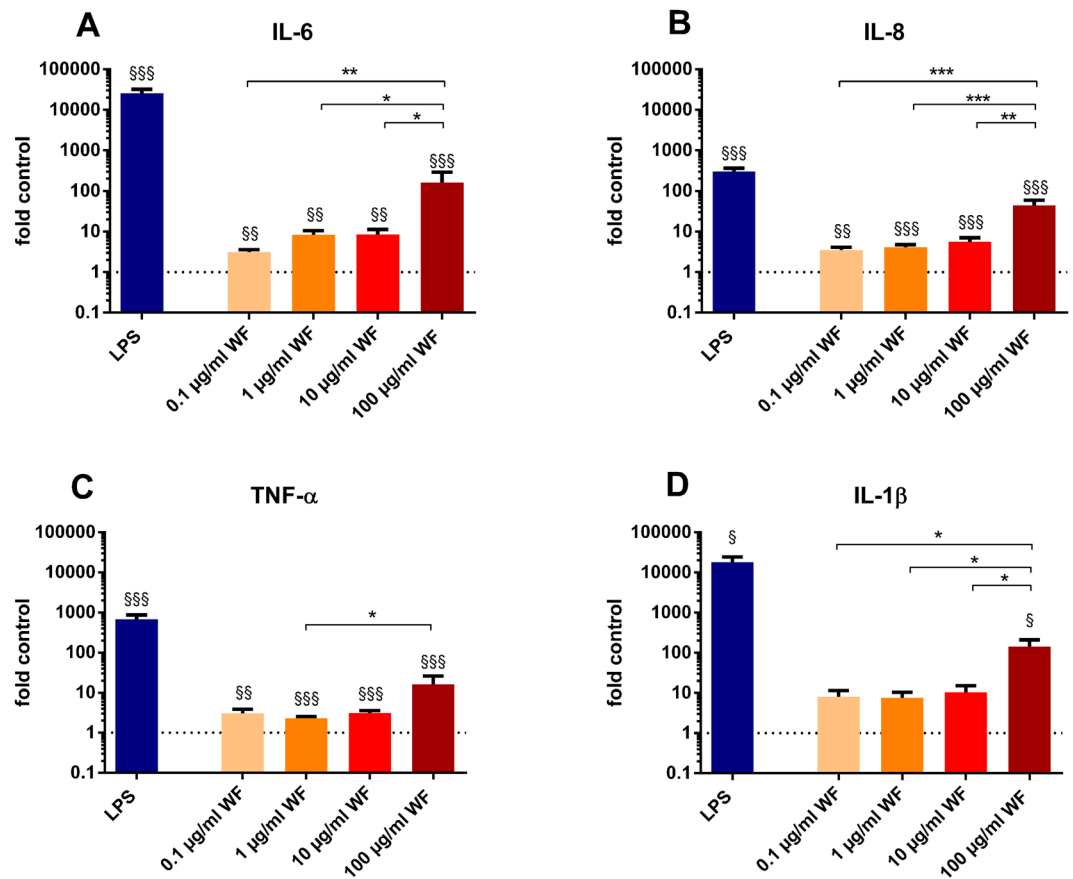 A
IL-6
fold control
100000
10000
1000
100
10
1
0.1
§§§
§§
§§
§§
§§§
**
*
*
LPS
0.1 µg/ml WF
1 µg/ml WF
10 µg/ml WF
100 µg/ml WF
B
IL-8
fold control
100000
10000
1000
100
10
1
0.1
§§§
§§
§§§
§§§
§§§
***
***
**
LPS
0.1 µg/ml WF
1 µg/ml WF
10 µg/ml WF
100 µg/ml WF
C
TNF-α
fold control
100000
10000
1000
100
10
1
0.1
§§§
§§
§§§
§§§
§§§
*
LPS
0.1 µg/ml WF
1 µg/ml WF
10 µg/ml WF
100 µg/ml WF
D
IL-1β
fold control
100000
10000
1000
100
10
1
0.1
§
§
*
*
*
LPS
0.1 µg/ml WF
1 µg/ml WF
10 µg/ml WF
100 µg/ml WF